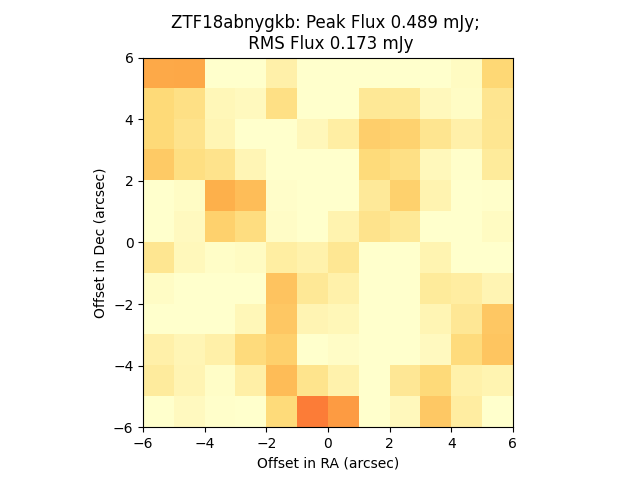 ZTF18abnygkb: Peak Flux 0.489 mJy;
RMS Flux 0.173 mJy
6
4
2
0
−2
−4
−6
Offset in Dec (arcsec)
−6 −4 −2 0 2 4 6
Offset in RA (arcsec)